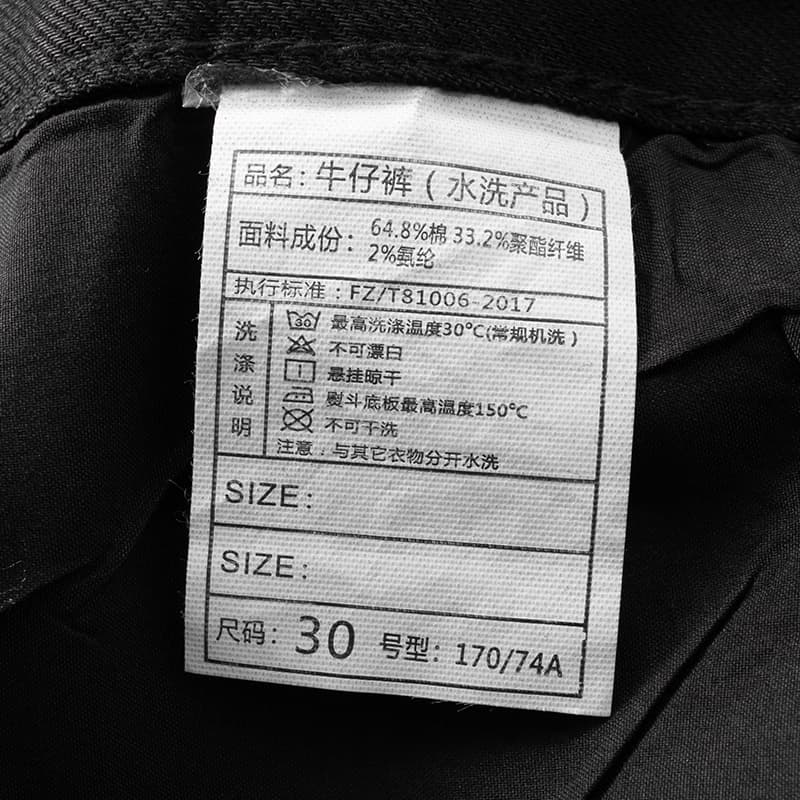 品名：牛仔裤（水洗产品）
面料成份：64.8%棉 33.2%聚酯纤维
2%氨纶
执行标准：FZ/T81006-2017
洗涤说明
30
最高洗涤温度30℃(常规机洗)
不可漂白
悬挂晾干
熨斗底板最高温度150℃
不可干洗
注意：与其它衣物分开水洗
SIZE:
SIZE:
尺码：30 号型：170/74A